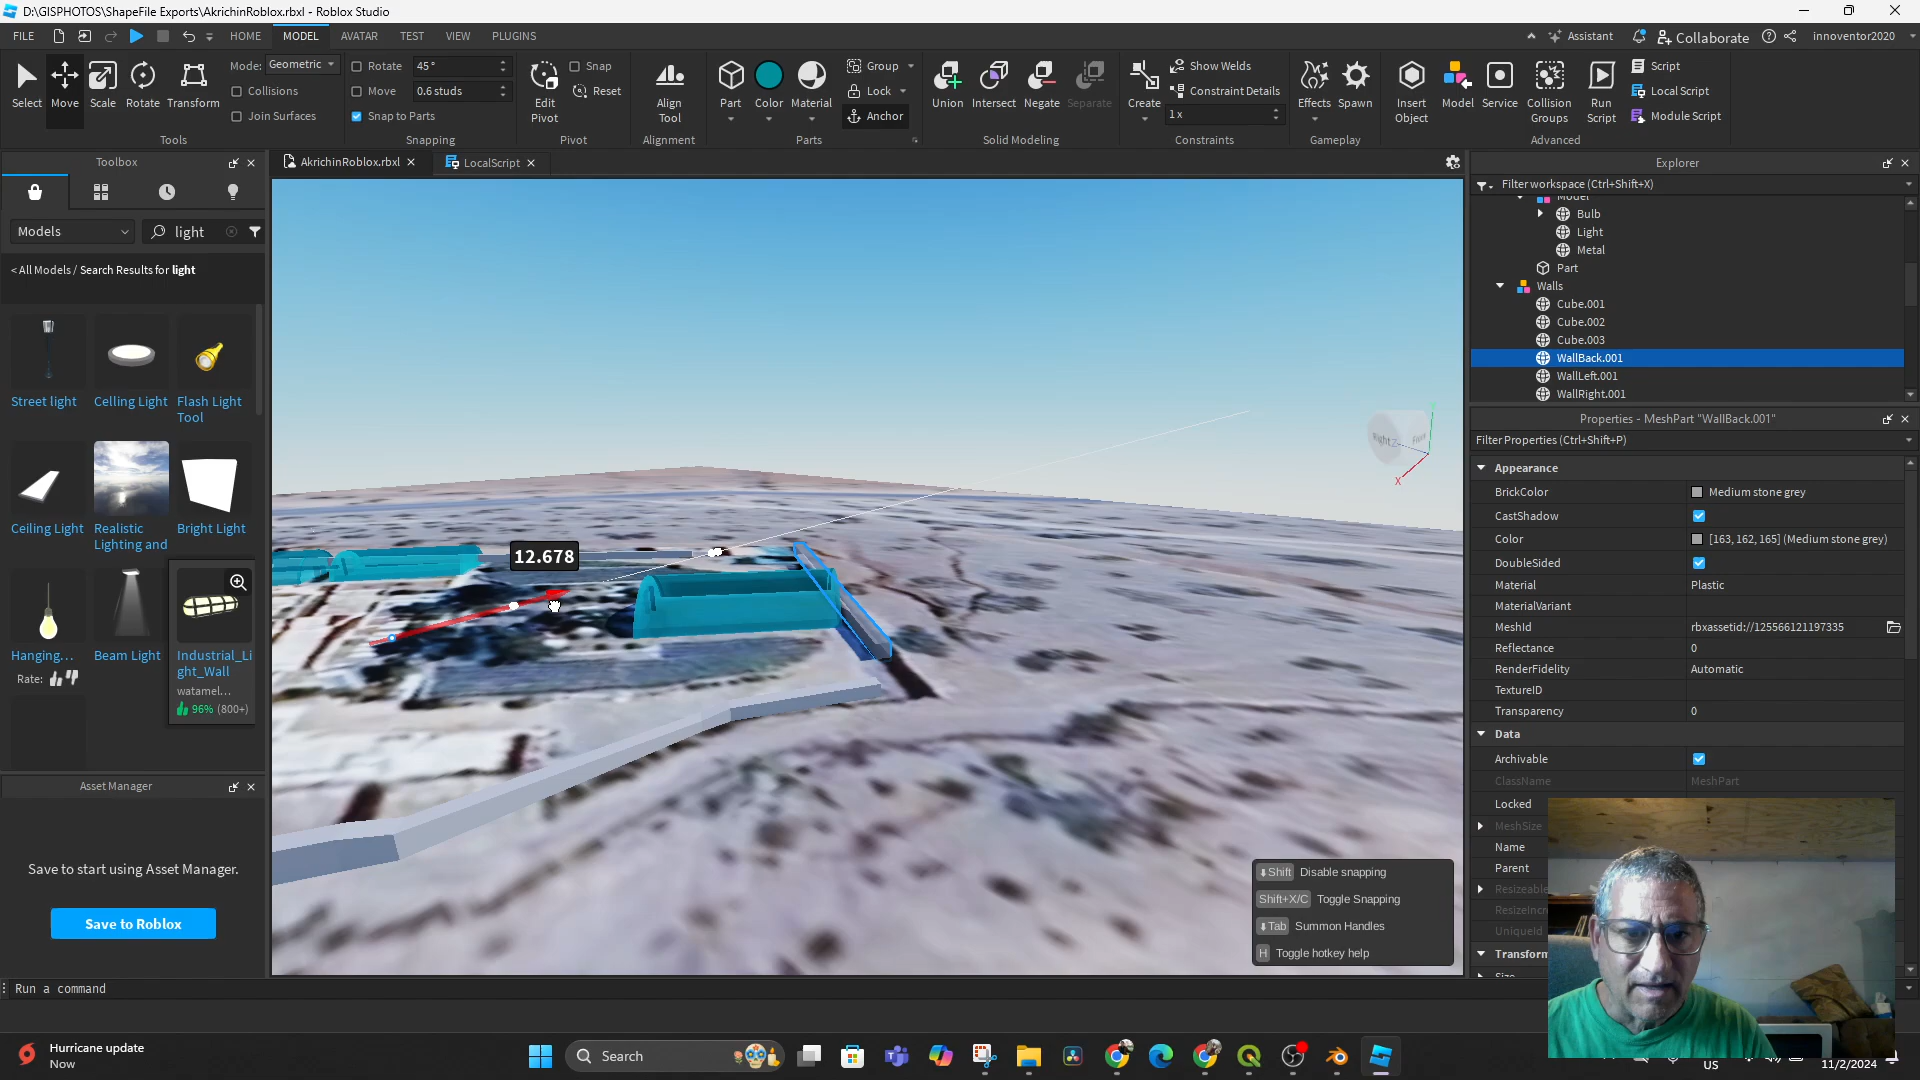 D:\GISPHOTOS\ShapeFile Exports\AkrichinRoblox.rbxl - Roblox Studio
FILE HOME MODEL AVATAR TEST VIEW PLUGINS Assistant Collaborate innoventor2020
Select Move Scale Rotate Transform
Mode: Geometric
Collisions
Join Surfaces
Tools
Rotate 45°
Move 0.6 studs
Snap to Parts
Snapping
Edit Pivot
Snap
Reset
Pivot
Align Tool
Alignment
Part Color Material
Group
Lock
Anchor
Parts
Union Intersect Negate Separate
Solid Modeling
Create
Show Welds
Constraint Details
1 x
Constraints
Effects Spawn
Gameplay
Insert Object
Model Service
Collision Groups
Run Script
Script
Local Script
Module Script
Advanced
Toolbox
Models light
< All Models / Search Results for light
Street light
Celling Light
Flash Light Tool
Ceiling Light
Realistic Lighting and
Bright Light
Hanging...
Rate:
Beam Light
Industrial_Li
ght_Wall
watamel...
96% (800+)
Asset Manager
Save to start using Asset Manager.
Save to Roblox
Run a command
AkrichinRoblox.rbxl
LocalScript
12.678
Right
X
Shift Disable snapping
Shift+X/C Toggle Snapping
Tab Summon Handles
H Toggle hotkey help
Explorer
Filter workspace (Ctrl+Shift+X)
Model
Bulb
Light
Metal
Part
Walls
Cube.001
Cube.002
Cube.003
WallBack.001
WallLeft.001
WallRight.001
Properties - MeshPart "WallBack.001"
Filter Properties (Ctrl+Shift+P)
Appearance
BrickColor Medium stone grey
CastShadow
Color [163, 162, 165] (Medium stone grey)
DoubleSided
Material Plastic
MaterialVariant
MeshId rbxassetid://125566121197335
Reflectance 0
RenderFidelity Automatic
TextureID
Transparency 0
Data
Archivable
ClassName MeshPart
Locked
MeshSize
Name
Parent
Resizeable
ResizeIncr
UniqueId
Transform
Size
Hurricane update
Now
Search
US
11/2/2024